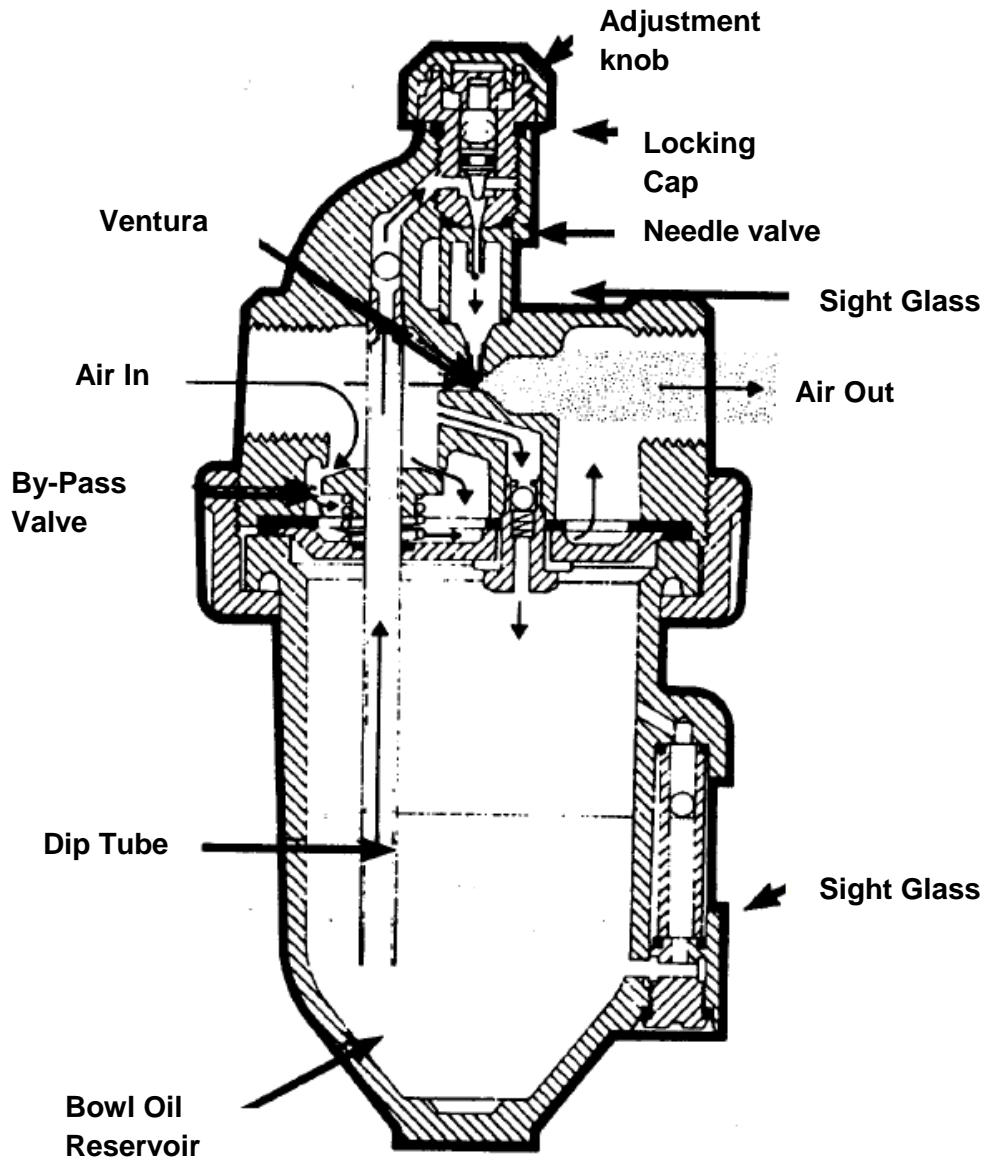 Adjustment
knob
Locking
Cap
Ventura
Needle valve
Sight Glass
Air In
Air Out
By-Pass
Valve
Dip Tube
Sight Glass
Bowl Oil
Reservoir